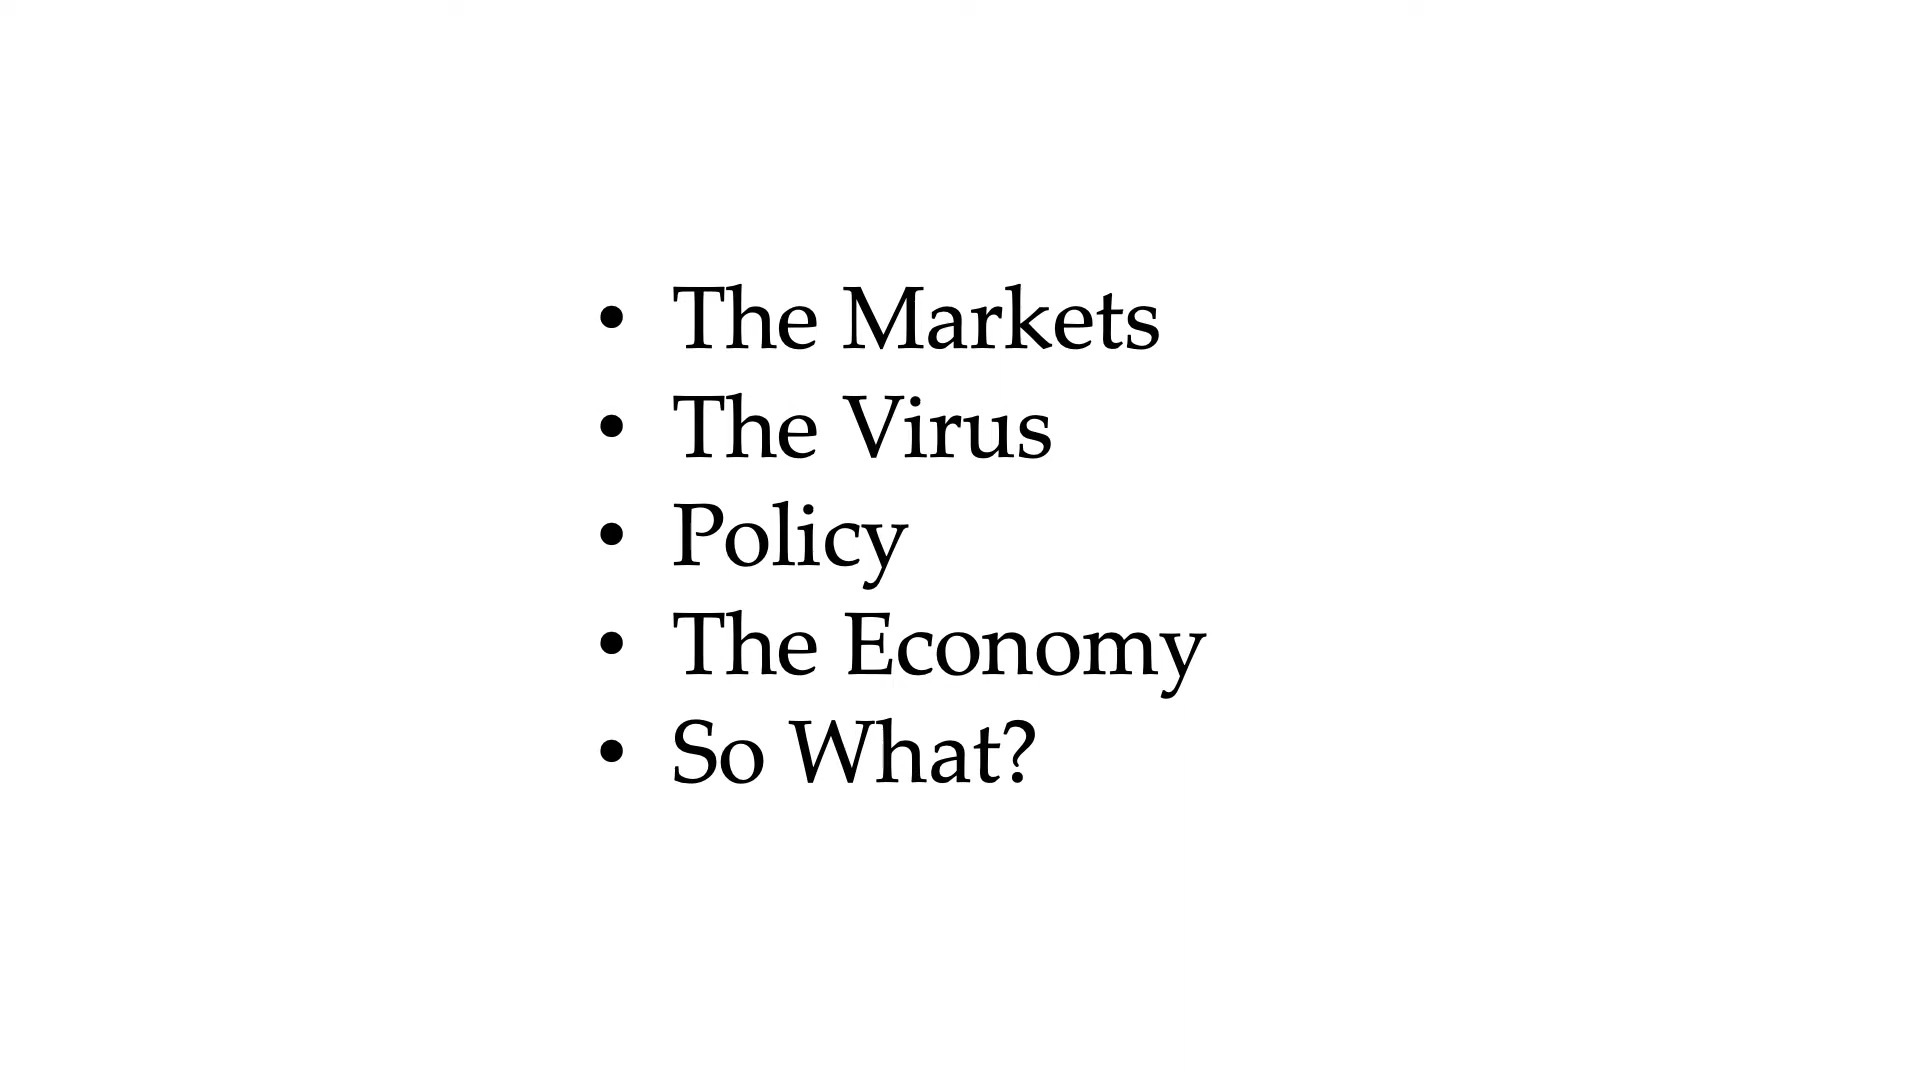 • The Markets
• The Virus
• Policy
• The Economy
• So What?